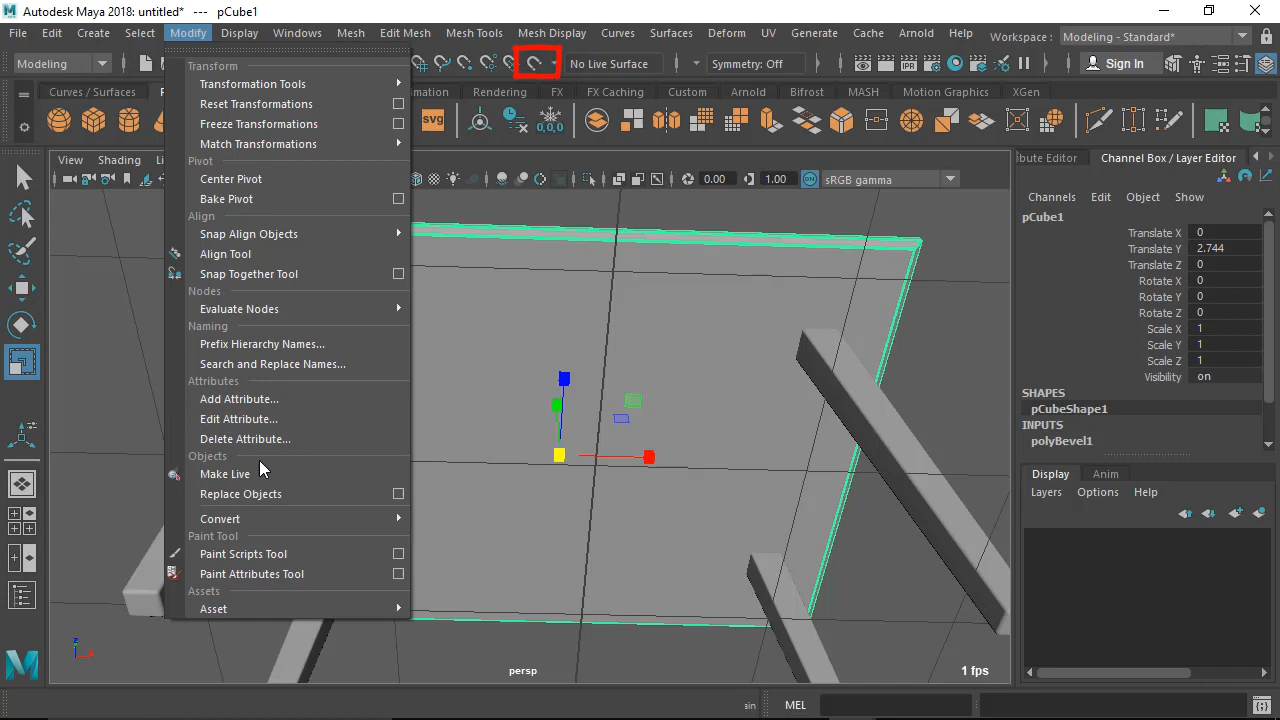 Autodesk Maya 2018: untitled* --- pCube1
File Edit Create Select Modify Display Windows Mesh Edit Mesh Mesh Tools Mesh Display Curves Surfaces Deform UV Generate Cache Arnold Help Workspace : Modeling - Standard*
Modeling No Live Surface Symmetry: Off Sign In
Curves / Surfaces Rendering FX FX Caching Custom Arnold Bifrost MASH Motion Graphics XGen
svg 0,0,0
View Shading
0.00 1.00 ON sRGB gamma
Transform
Transformation Tools
Reset Transformations
Freeze Transformations
Match Transformations
Pivot
Center Pivot
Bake Pivot
Align
Snap Align Objects
Align Tool
Snap Together Tool
Nodes
Evaluate Nodes
Naming
Prefix Hierarchy Names...
Search and Replace Names...
Attributes
Add Attribute...
Edit Attribute...
Delete Attribute...
Objects
Make Live
Replace Objects
Convert
Paint Tool
Paint Scripts Tool
Paint Attributes Tool
Assets
Asset
persp
1 fps
Channel Box / Layer Editor
Channels Edit Object Show
pCube1
Translate X 0
Translate Y 2.744
Translate Z 0
Rotate X 0
Rotate Y 0
Rotate Z 0
Scale X 1
Scale Y 1
Scale Z 1
Visibility on
SHAPES
pCubeShape1
INPUTS
polyBevel1
Display Anim
Layers Options Help
MEL